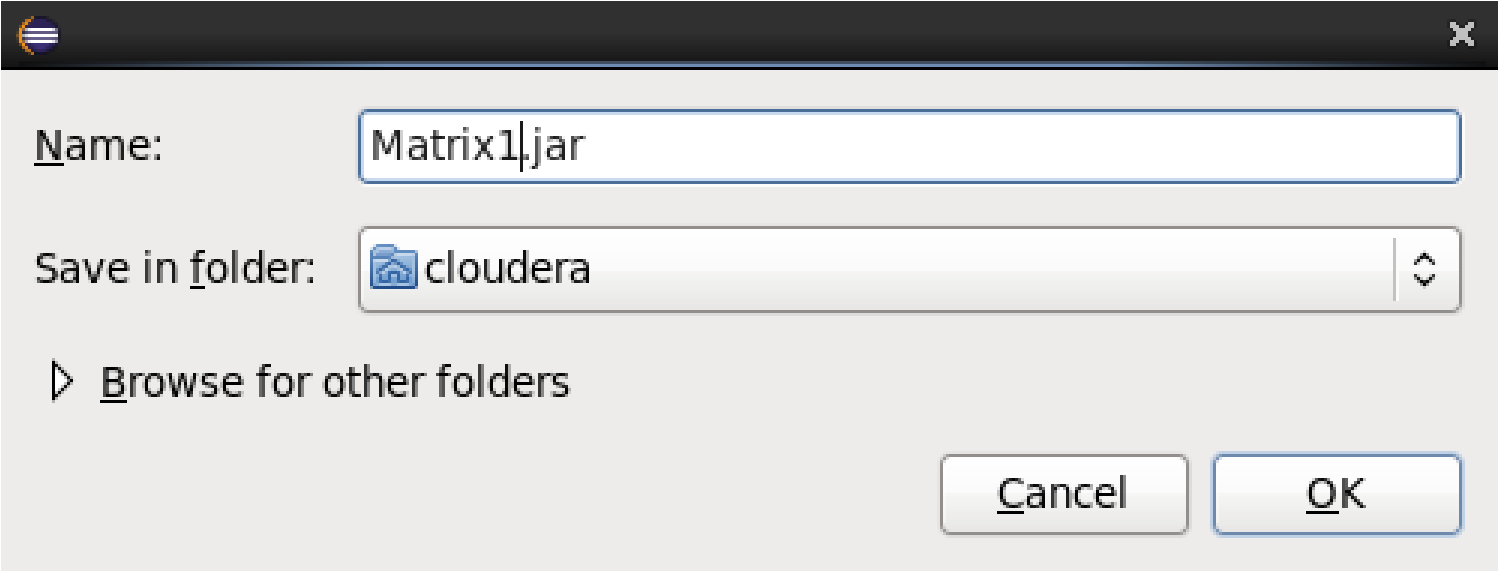 Name: Matrix1.jar
Save in folder: cloudera
Browse for other folders
Cancel OK